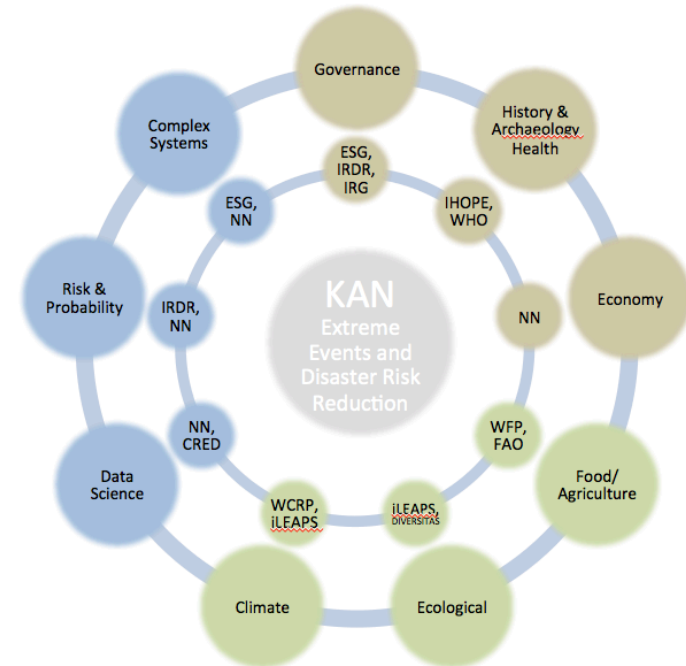 Governance
History &
Archaeology
Health
Economy
Food/
Agriculture
Ecological
Climate
Data
Science
Risk &
Probability
Complex
Systems
ESG,
IRDR,
IRG
IHOPE,
WHO
NN
WFP,
FAO
iLEAPS,
DIVERSITAS
WCRP,
iLEAPS
NN,
CRED
IRDR,
NN
ESG,
NN
KAN
Extreme
Events and
Disaster Risk
Reduction